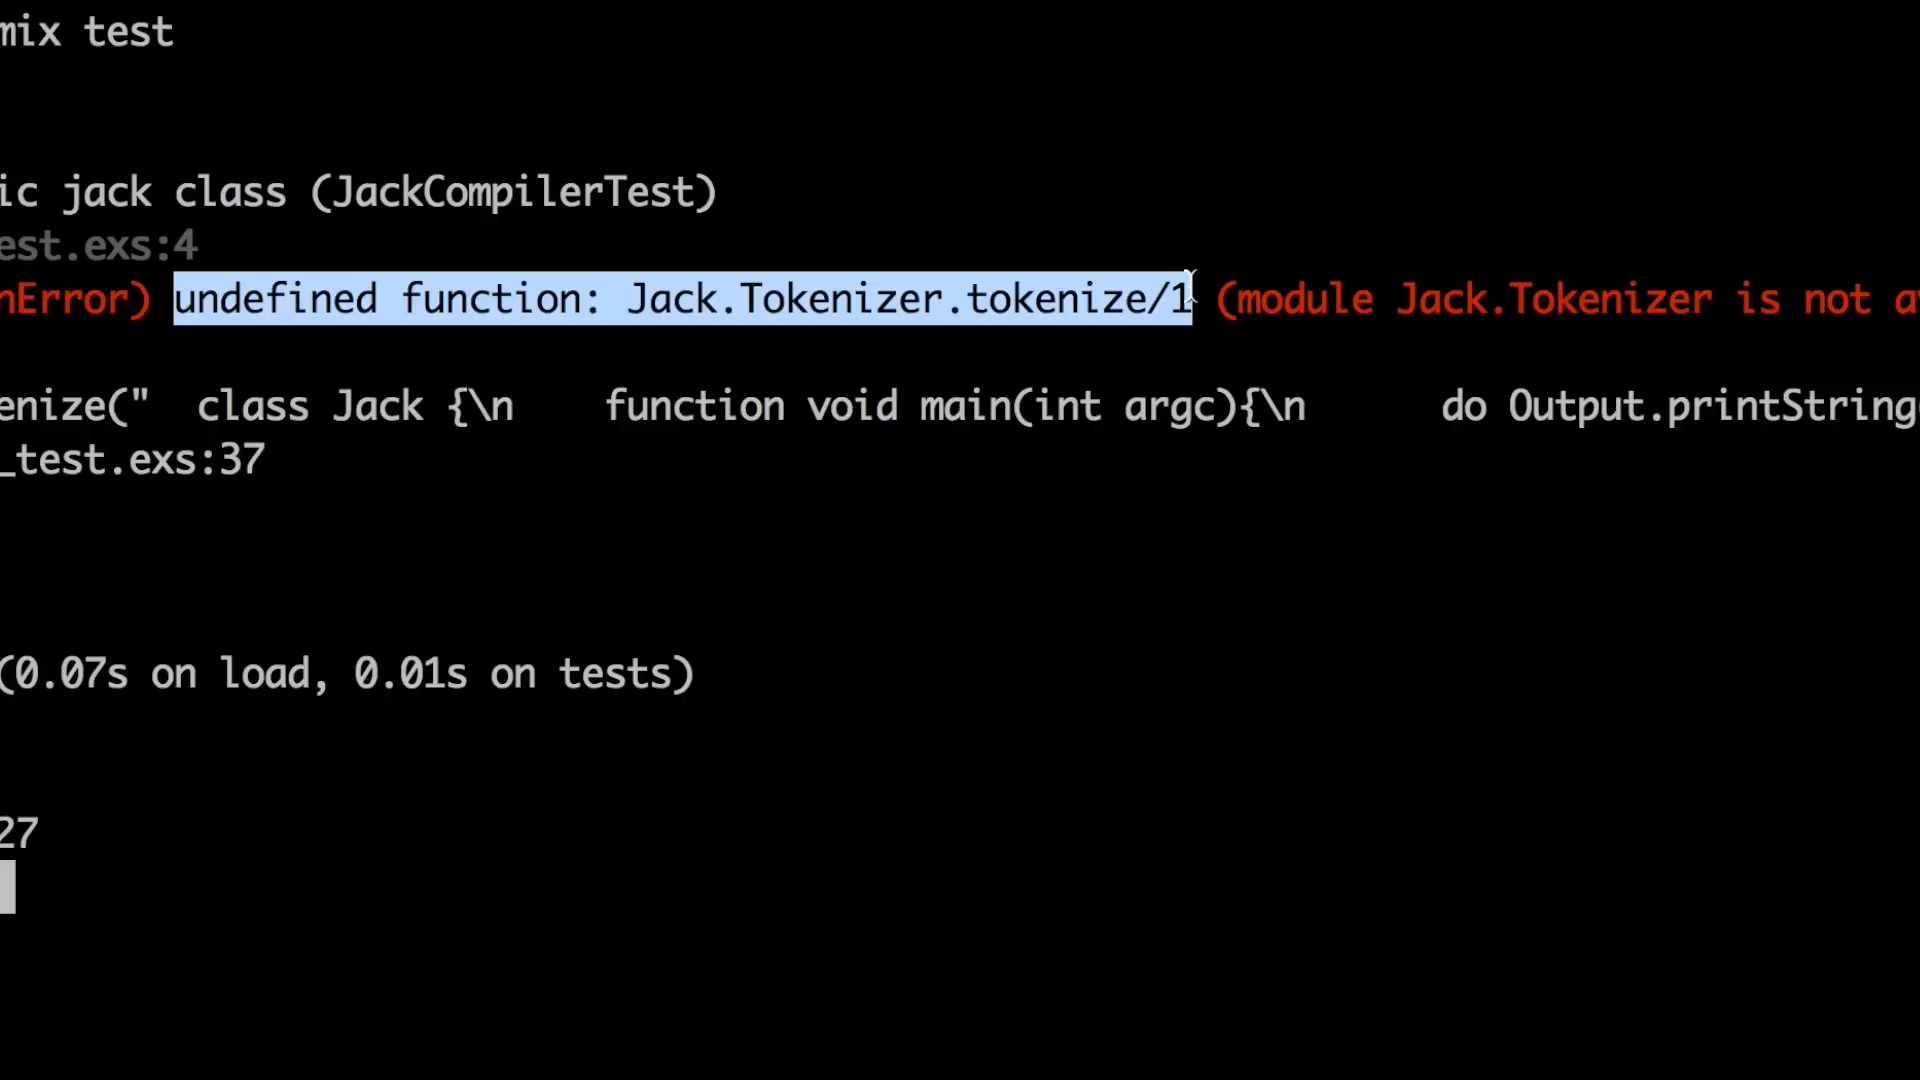 mix test
ic jack class (JackCompilerTest)
est.exs:4
nError) undefined function: Jack.Tokenizer.tokenize/1 (module Jack.Tokenizer is not a
enize("  class Jack {\n    function void main(int argc){\n      do Output.printString
_test.exs:37
(0.07s on load, 0.01s on tests)
27